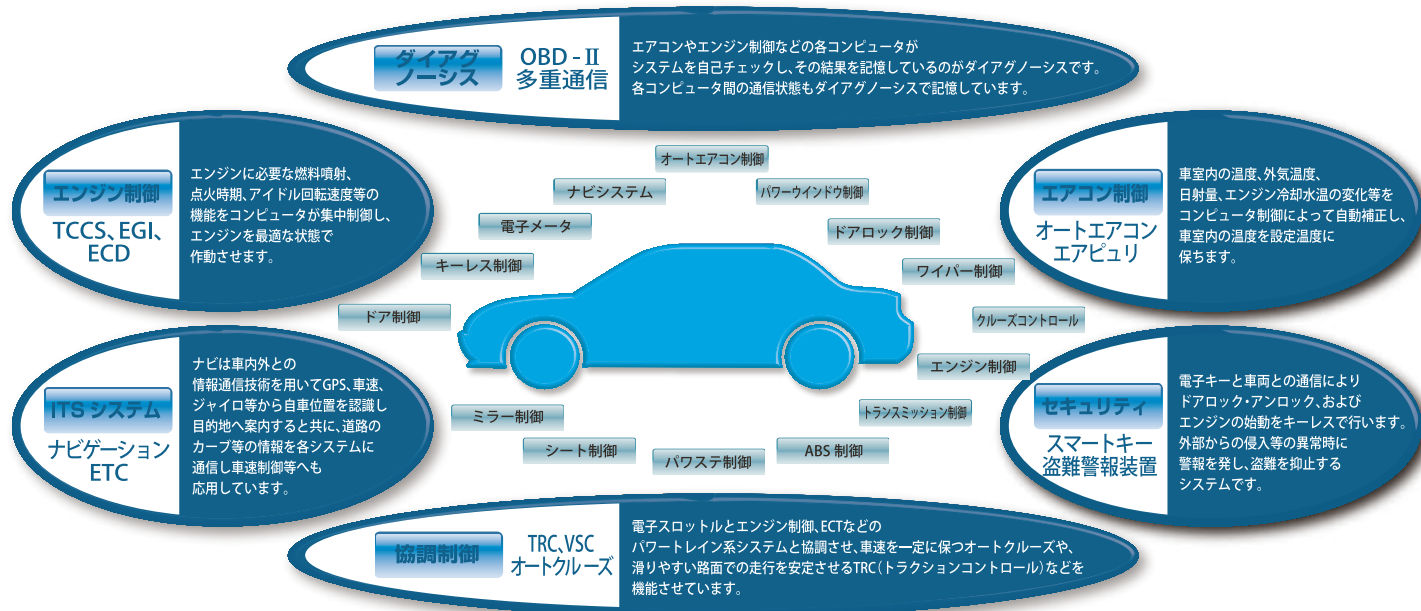 ダイアグ
ノーシス
OBD-Ⅱ
多重通信
エアコンやエンジン制御などの各コンピュータが
システムを自己チェックし、その結果を記憶しているのがダイアグノーシスです。
各コンピュータ間の通信状態もダイアグノーシスで記憶しています。
エンジン制御
TCCS、EGI、
ECD
エンジンに必要な燃料噴射、
点火時期、アイドル回転速度等の
機能をコンピュータが集中制御し、
エンジンを最適な状態で
作動させます。
エアコン制御
オートエアコン
エアピュリ
車室内の温度、外気温度、
日射量、エンジン冷却水温の変化等を
コンピュータ制御によって自動補正し、
車室内の温度を設定温度に
保ちます。
オートエアコン制御
ナビシステム
パワーウインドウ制御
電子メータ
ドアロック制御
キーレス制御
ワイパー制御
ドア制御
クルーズコントロール
エンジン制御
ミラー制御
トランスミッション制御
シート制御
パワステ制御
ABS 制御
ITS システム
ナビゲーション
ETC
ナビは車内外との
情報通信技術を用いてGPS、車速、
ジャイロ等から自車位置を認識し
目的地へ案内すると共に、道路の
カーブ等の情報を各システムに
通信し車速制御等へも
応用しています。
セキュリティ
スマートキー
盗難警報装置
電子キーと車両との通信により
ドアロック・アンロック、および
エンジンの始動をキーレスで行います。
外部からの侵入等の異常時に
警報を発し、盗難を抑止する
システムです。
協調制御
TRC、VSC
オートクルーズ
電子スロットルとエンジン制御、ECTなどの
パワートレイン系システムと協調させ、車速を一定に保つオートクルーズや、
滑りやすい路面での走行を安定させるTRC(トラクションコントロール)などを
機能させています。